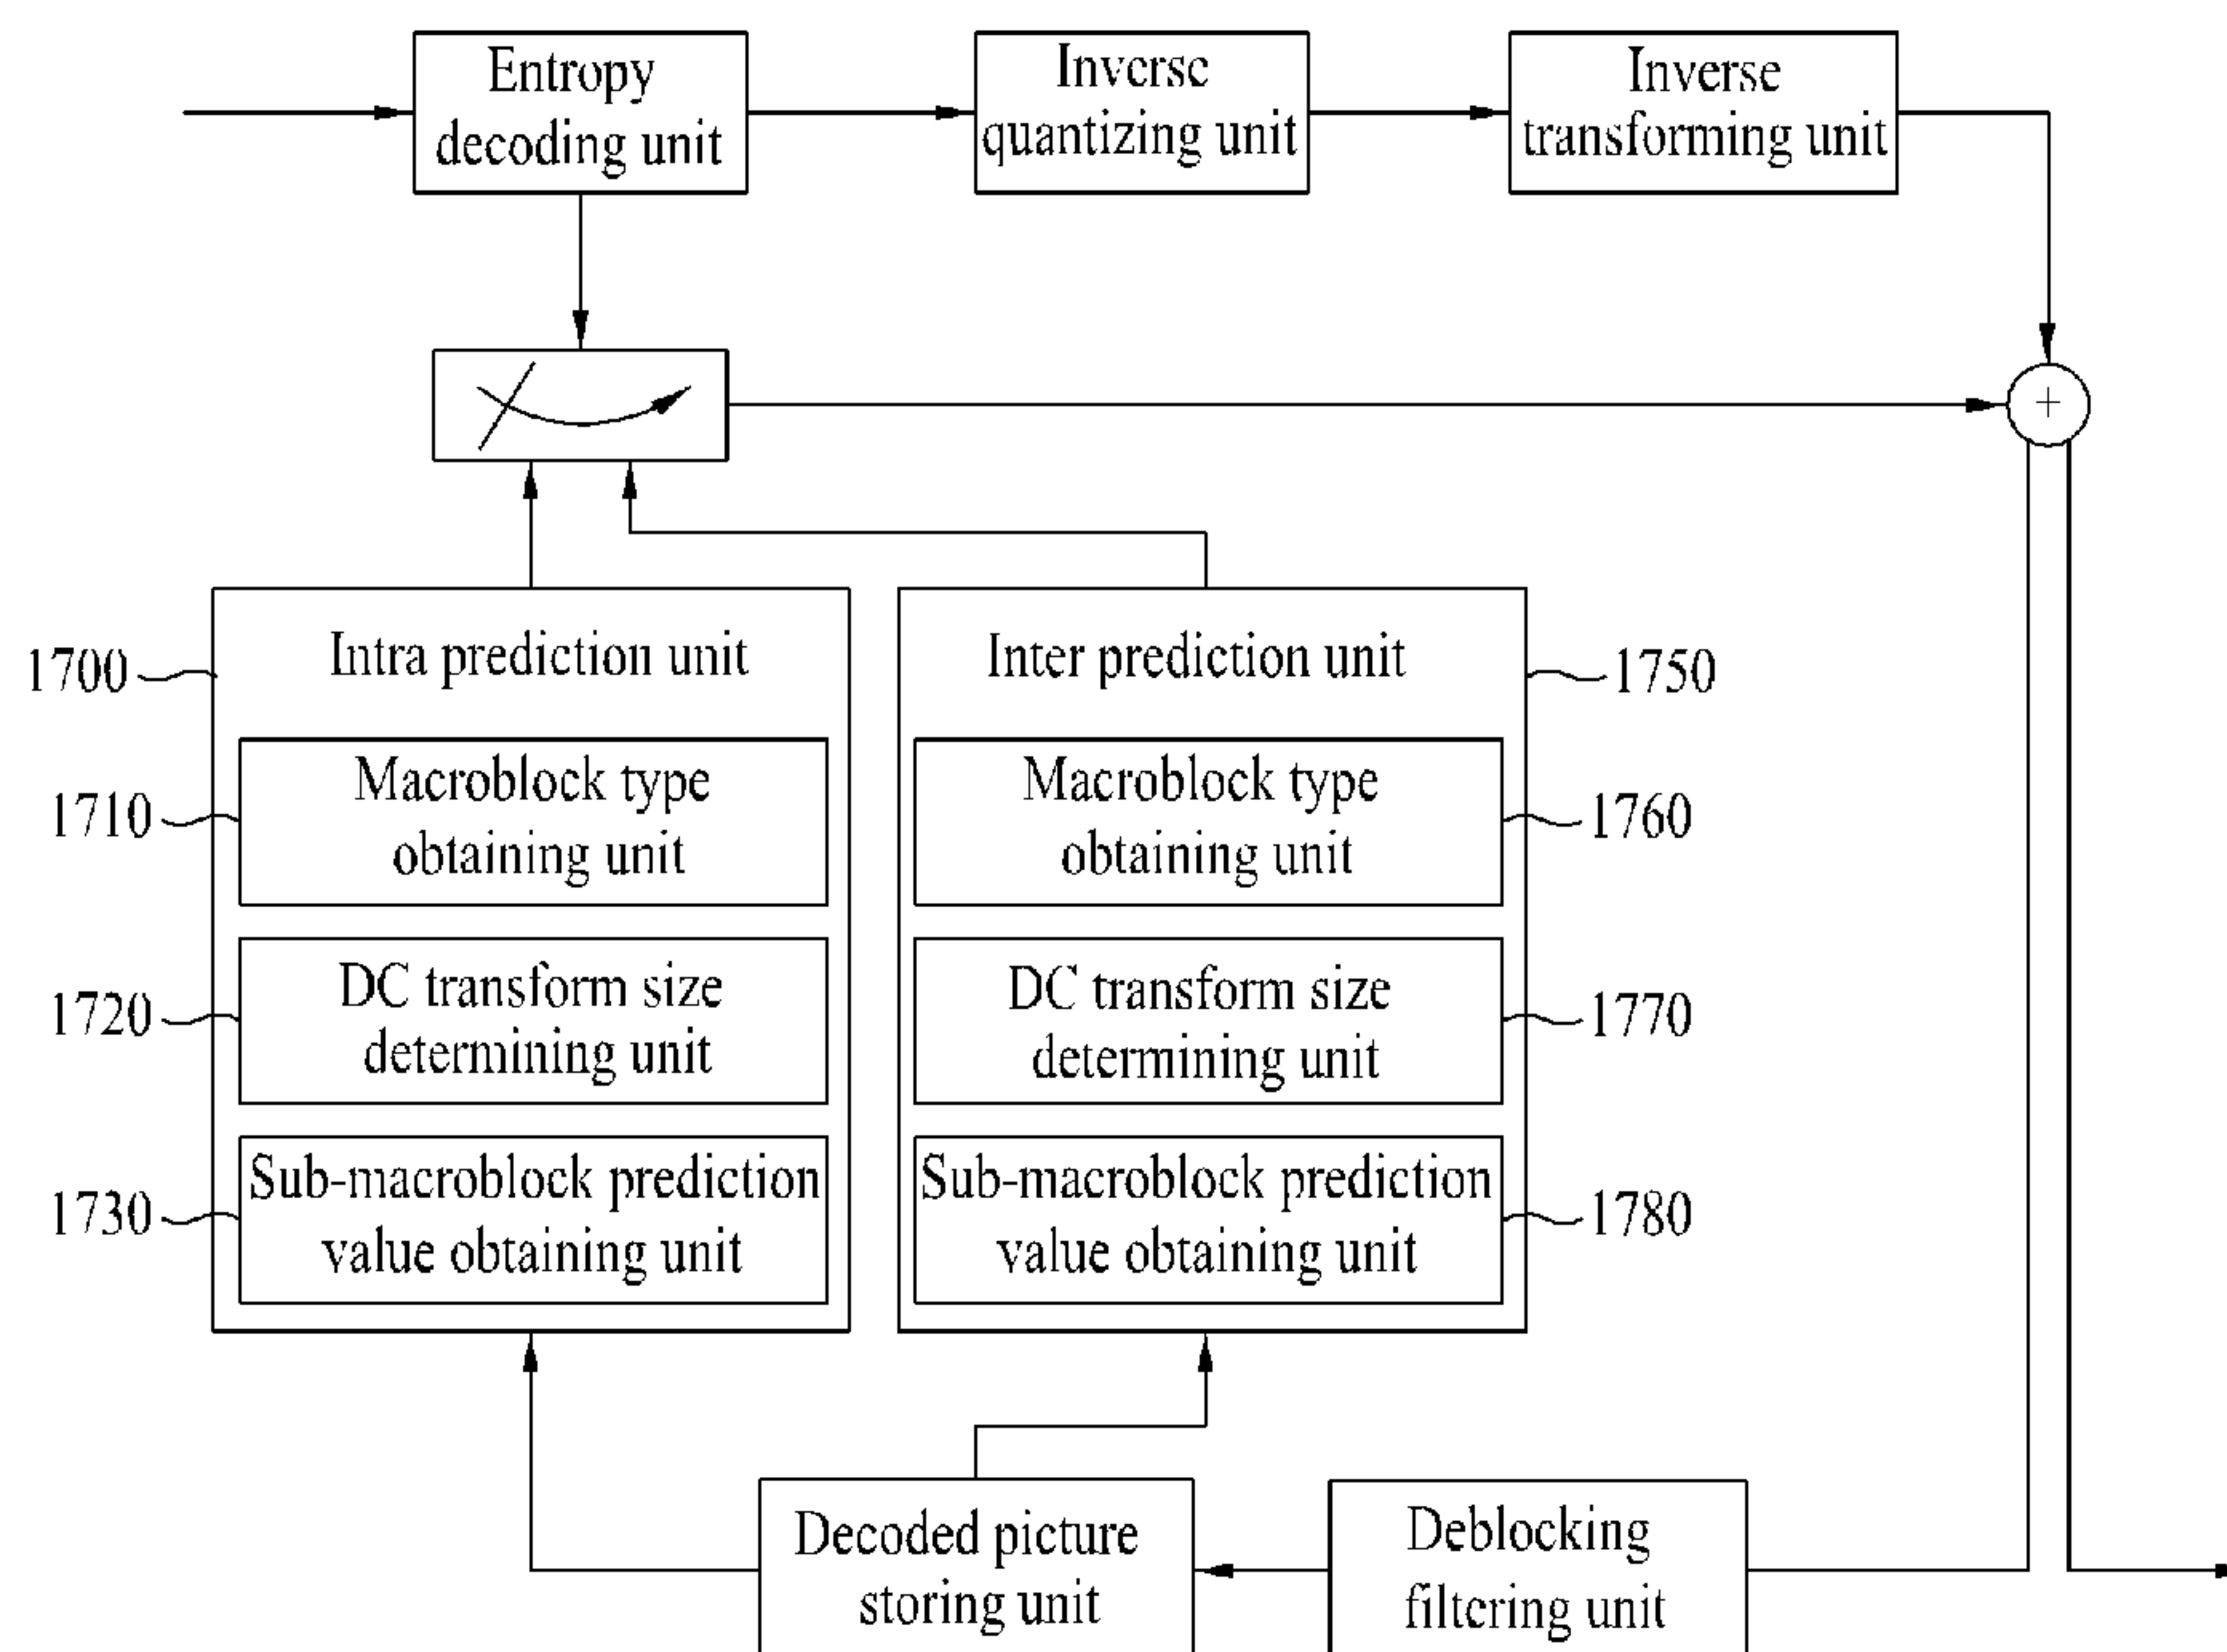 Entropy
decoding unit
Inverse
quantizing unit
Inverse
transforming unit
+
1700
Intra prediction unit
1710
Macroblock type
obtaining unit
1720
DC transform size
determining unit
1730
Sub-macroblock prediction
value obtaining unit
Inter prediction unit
1750
Macroblock type
obtaining unit
1760
DC transform size
determining unit
1770
Sub-macroblock prediction
value obtaining unit
1780
Decoded picture
storing unit
Deblocking
filtering unit